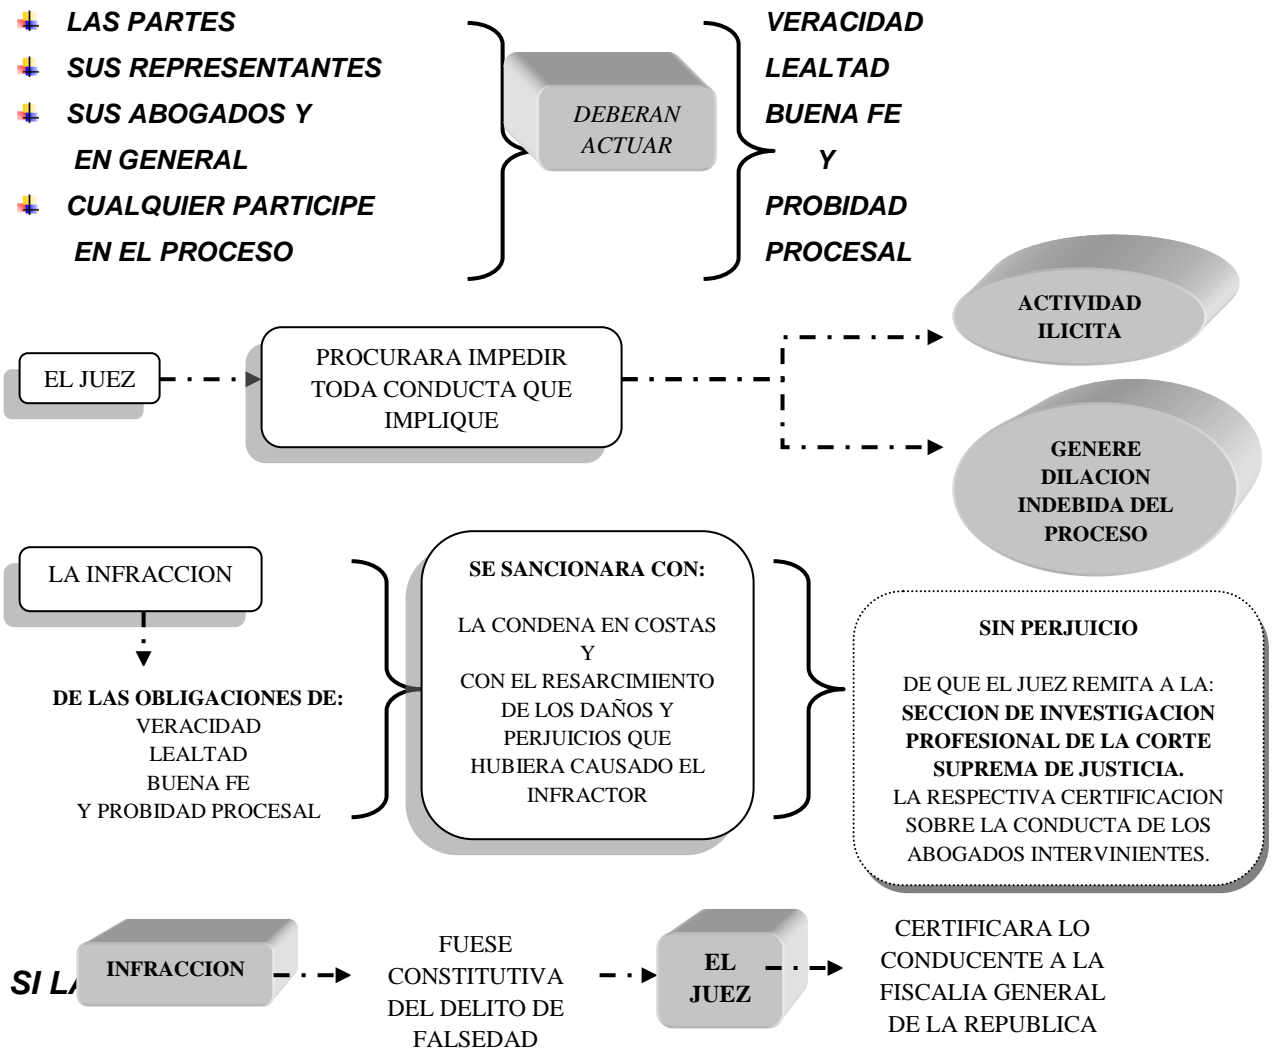 LAS PARTES
SUS REPRESENTANTES
SUS ABOGADOS Y
EN GENERAL
CUALQUIER PARTICIPE
EN EL PROCESO
DEBERAN
ACTUAR
VERACIDAD
LEALTAD
BUENA FE
Y
PROBIDAD
PROCESAL
EL JUEZ
PROCURARA IMPEDIR
TODA CONDUCTA QUE
IMPLIQUE
ACTIVIDAD
ILICITA
GENERE
DILACION
INDEBIDA DEL
PROCESO
LA INFRACCION
DE LAS OBLIGACIONES DE:
VERACIDAD
LEALTAD
BUENA FE
Y PROBIDAD PROCESAL
SE SANCIONARA CON:
LA CONDENA EN COSTAS
Y
CON EL RESARCIMIENTO
DE LOS DAÑOS Y
PERJUICIOS QUE
HUBIERA CAUSADO EL
INFRACTOR
SIN PERJUICIO
DE QUE EL JUEZ REMITA A LA:
SECCION DE INVESTIGACION
PROFESIONAL DE LA CORTE
SUPREMA DE JUSTICIA.
LA RESPECTIVA CERTIFICACION
SOBRE LA CONDUCTA DE LOS
ABOGADOS INTERVINIENTES.
SI LA
INFRACCION
FUESE
CONSTITUTIVA
DEL DELITO DE
FALSEDAD
EL
JUEZ
CERTIFICARA LO
CONDUCENTE A LA
FISCALIA GENERAL
DE LA REPUBLICA